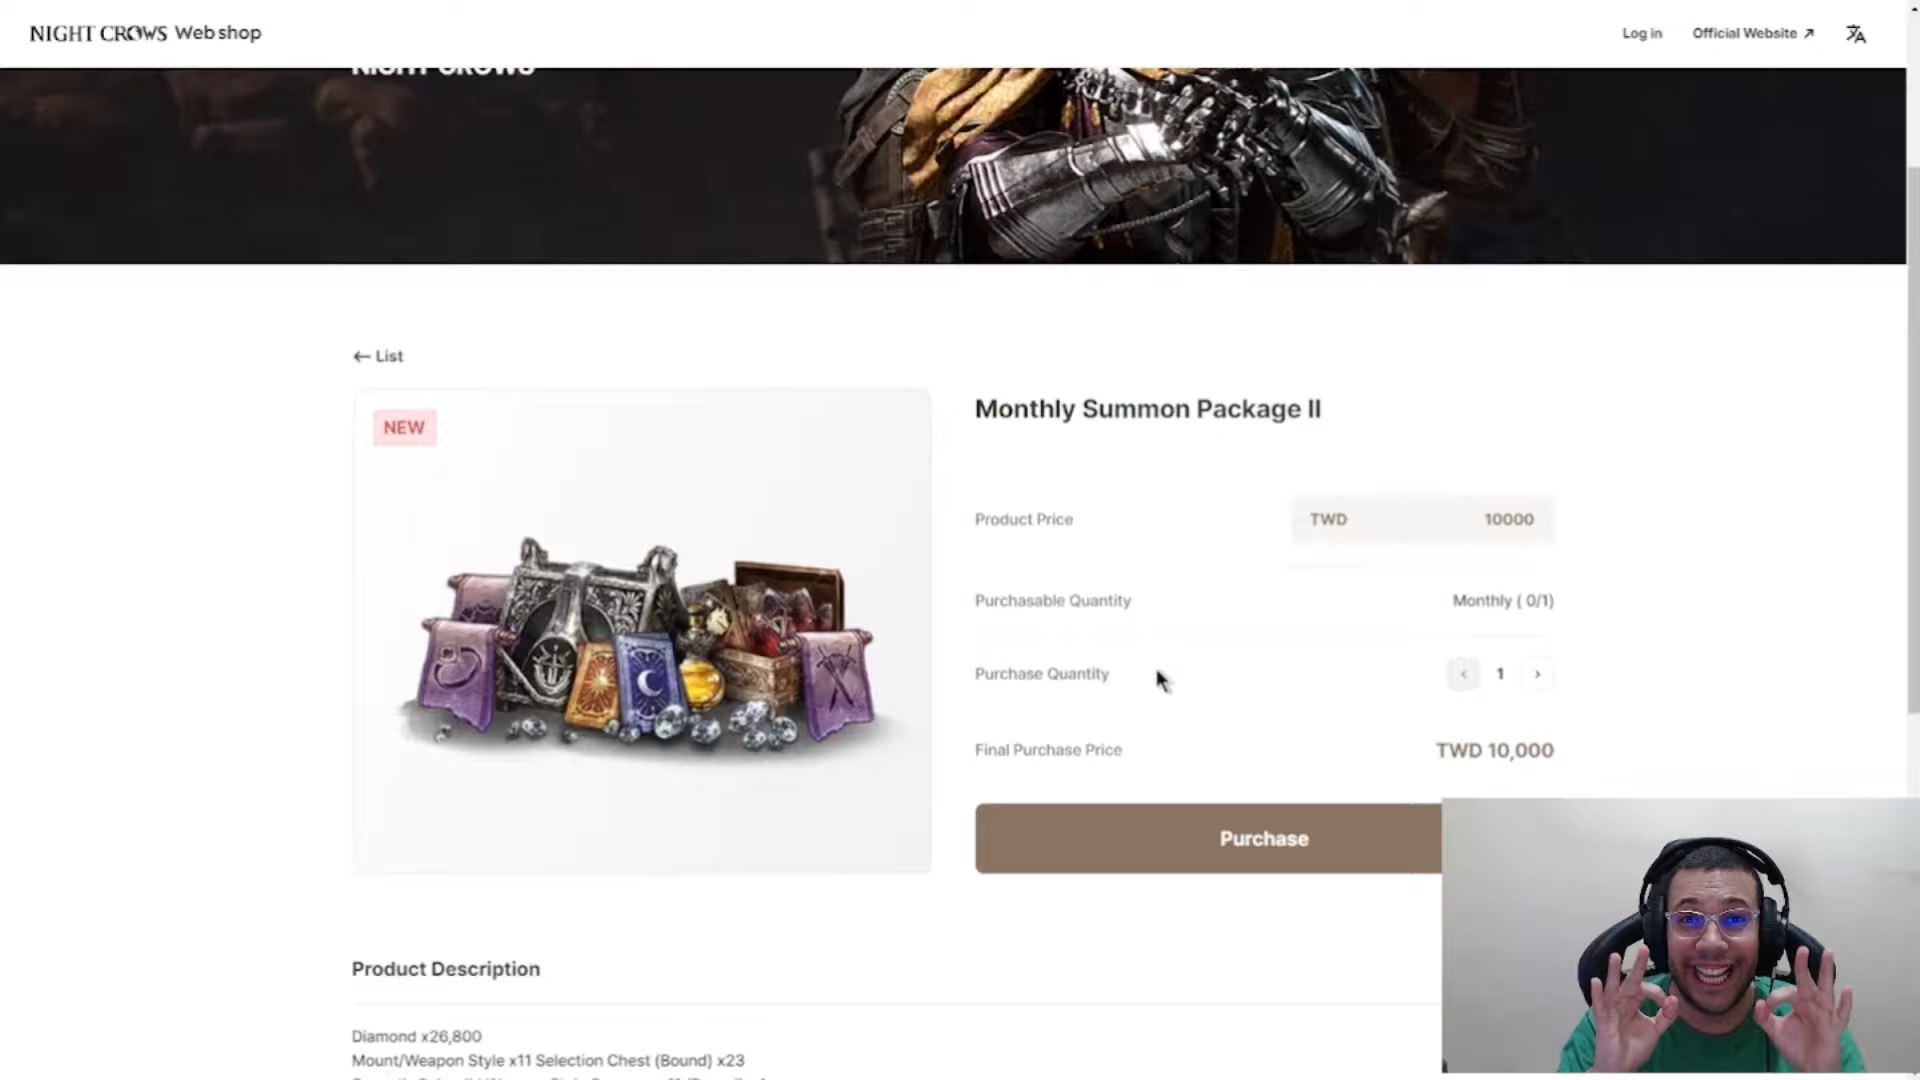 NIGHT CROWS Web shop
Log in
Official Website
NIGHT CROWS
List
NEW
Monthly Summon Package II
Product Price
TWD
10000
Purchasable Quantity
Monthly ( 0/1)
Purchase Quantity
1
Final Purchase Price
TWD 10,000
Purchase
Product Description
Diamond x26,800
Mount/Weapon Style x11 Selection Chest (Bound) x23